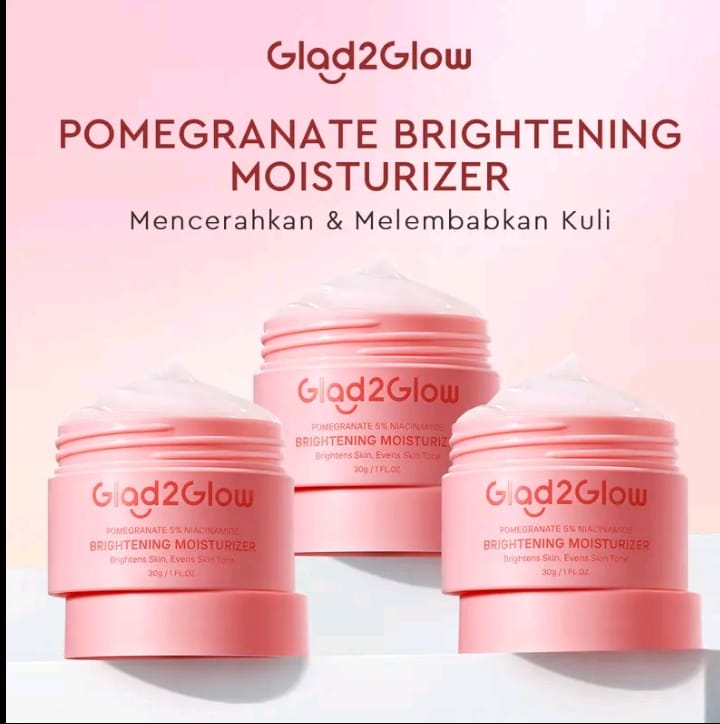 Glad2Glow
POMEGRANATE BRIGHTENING
MOISTURIZER
Mencerahkan & Melembabkan Kuli
Glad2Glow
POMEGRANATE 5% NIACINAMIDE
BRIGHTENING MOISTURIZ
Brightens Skin, Evens Skin Tone
30g / 1 FL.OZ
Glad2Glow
POMEGRANATE 5% NIACINAMIDE
BRIGHTENING MOISTURIZER
Brightens Skin, Evens Skin Tone
30g / 1 FL.OZ
Glad2Glow
POMEGRANATE 5% NIACINAMIDE
BRIGHTENING MOISTURIZER
Brightens Skin, Evens Skin Tone
30g / 1 FL.OZ